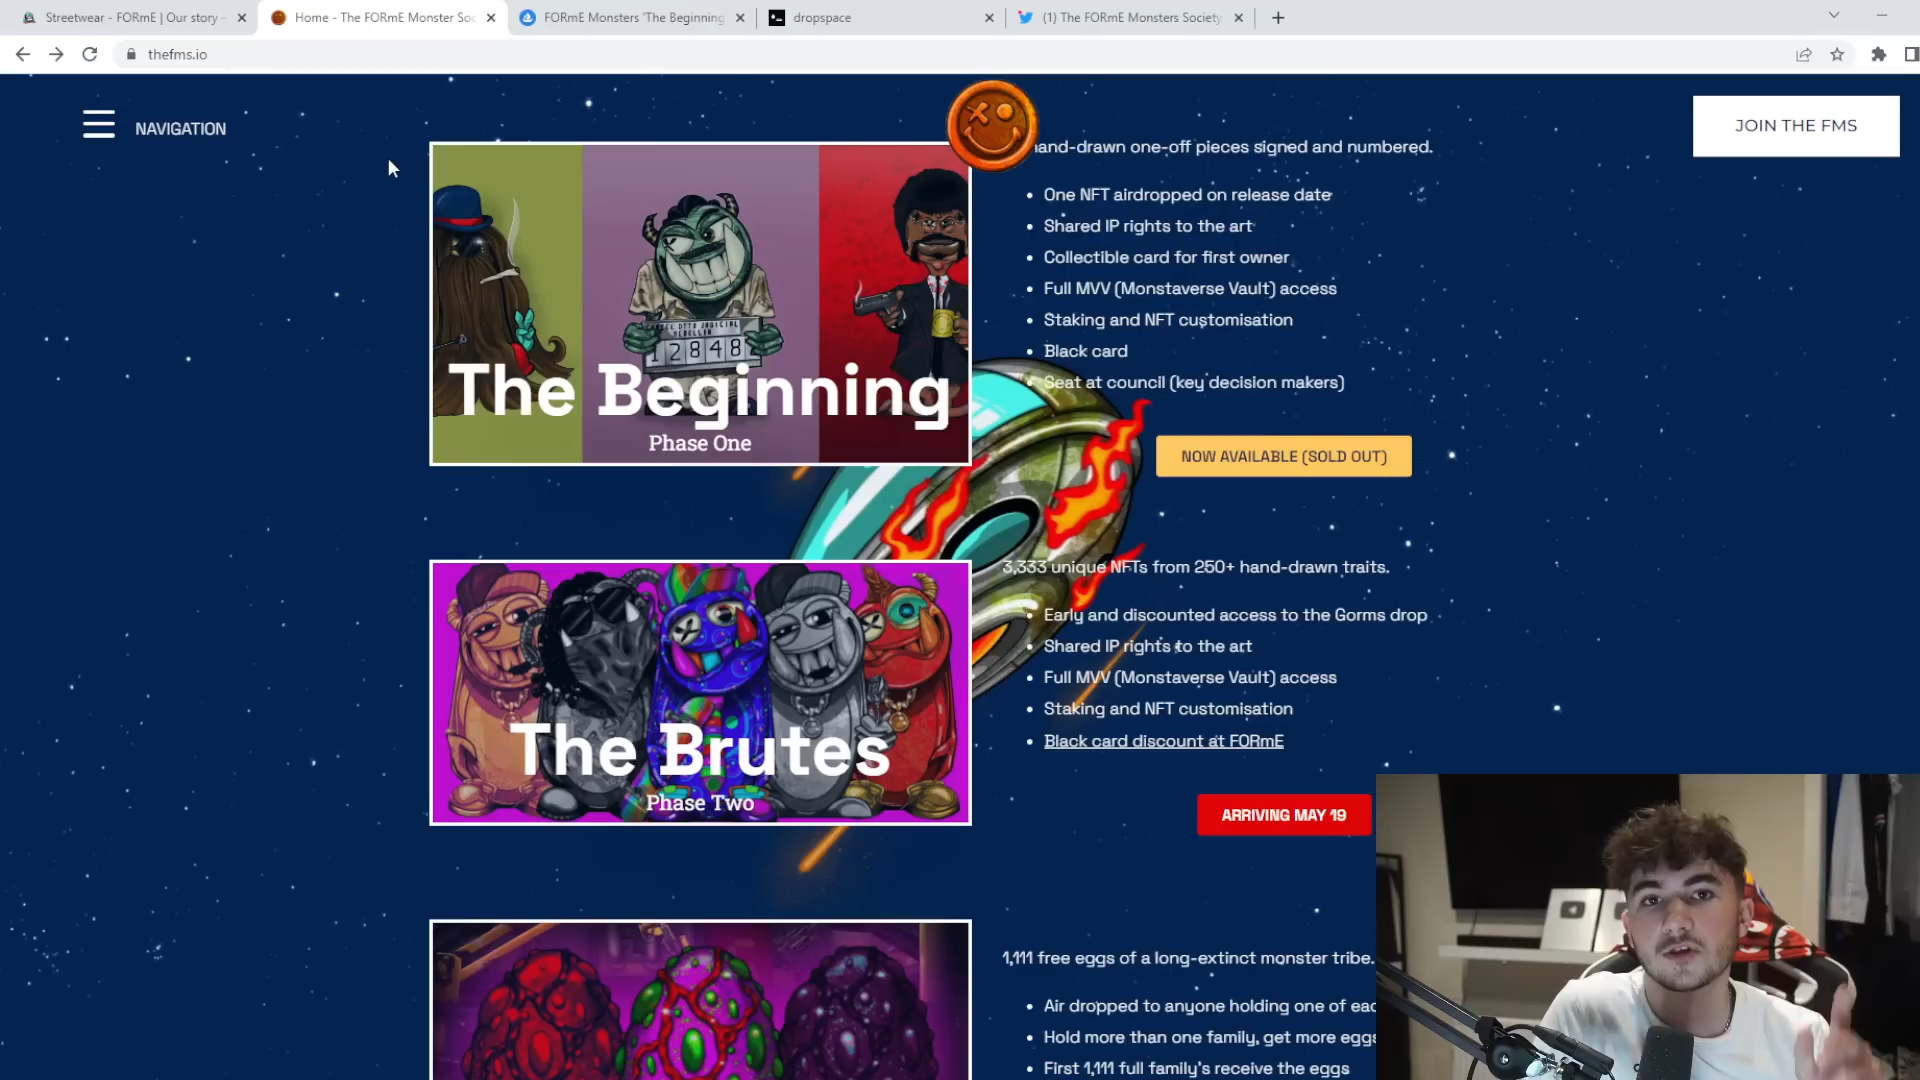 Streetwear - FORmE | Our story -
Home - The FORmE Monster Soc
FORmE Monsters 'The Beginning
dropspace
(1) The FORmE Monsters Society
thefms.io
NAVIGATION
JOIN THE FMS
hand-drawn one-off pieces signed and numbered.
• One NFT airdropped on release date
• Shared IP rights to the art
• Collectible card for first owner
• Full MVV (Monstaverse Vault) access
• Staking and NFT customisation
• Black card
• Seat at council (key decision makers)
12848
The Beginning
Phase One
NOW AVAILABLE (SOLD OUT)
3,333 unique NFTs from 250+ hand-drawn traits.
• Early and discounted access to the Gorms drop
• Shared IP rights to the art
• Full MVV (Monstaverse Vault) access
• Staking and NFT customisation
• Black card discount at FORmE
The Brutes
Phase Two
ARRIVING MAY 19
1,111 free eggs of a long-extinct monster tribe.
• Air dropped to anyone holding one of eac
• Hold more than one family, get more eggs
• First 1,111 full family's receive the eggs